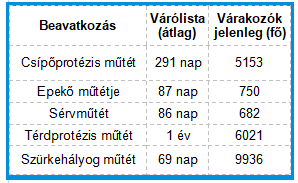 Beavatkozás Várólista (átlag) Várakozók jelenleg (fő)
Csípőprotézis műtét 291 nap 5153
Epekő műtétje 87 nap 750
Sérvműtét 86 nap 682
Térdprotézis műtét 1 év 6021
Szürkehályog műtét 69 nap 9936